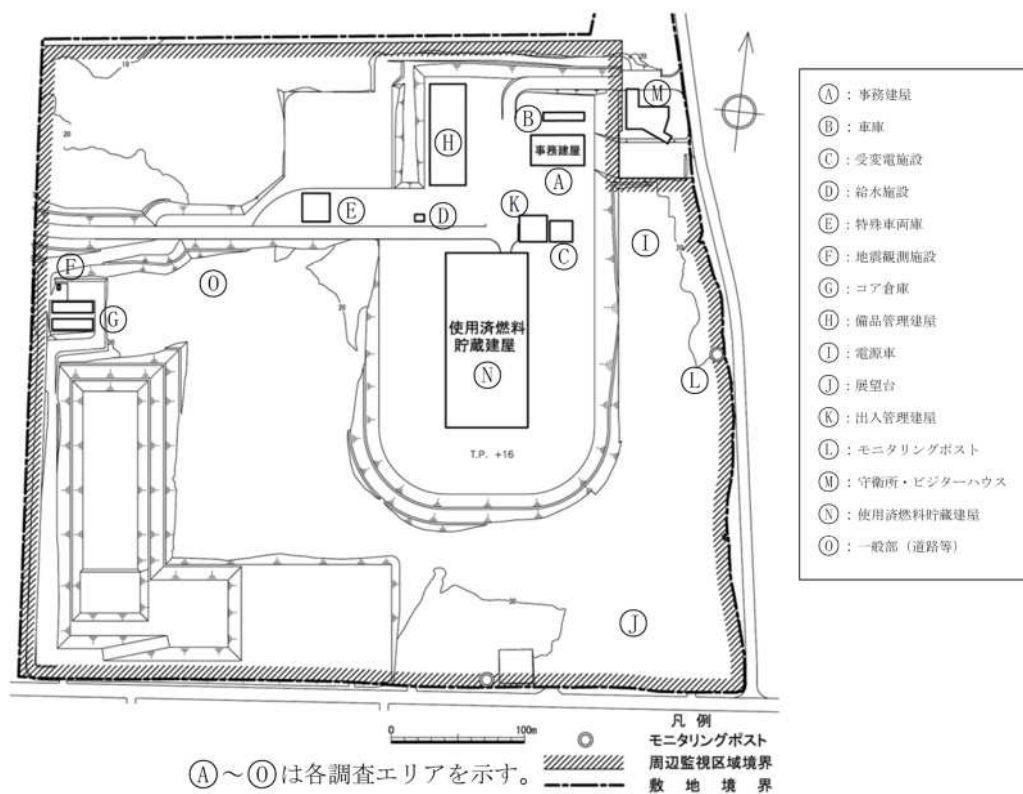 Ⓐ：事務建屋
Ⓑ：車庫
Ⓒ：受変電施設
Ⓓ：給水施設
Ⓔ：特殊車両庫
Ⓕ：地震観測施設
Ⓖ：コア倉庫
Ⓗ：備品管理建屋
Ⓘ：電源車
Ⓙ：展望台
Ⓚ：出入管理建屋
Ⓛ：モニタリングポスト
Ⓜ：守衛所・ビジターハウス
Ⓝ：使用済燃料貯蔵建屋
Ⓞ：一般部（道路等）
10
20
Ⓜ
Ⓑ
事務建屋
Ⓗ
Ⓐ
Ⓔ
Ⓓ
Ⓚ
Ⓒ
Ⓘ
20
Ⓕ
Ⓞ
Ⓖ
使用済燃料
貯蔵建屋
Ⓝ
Ⓛ
T.P. +16
20
Ⓙ
0 100m
凡 例
モニタリングポスト
周辺監視区域境界
敷 地 境 界
Ⓐ～Ⓞは各調査エリアを示す。